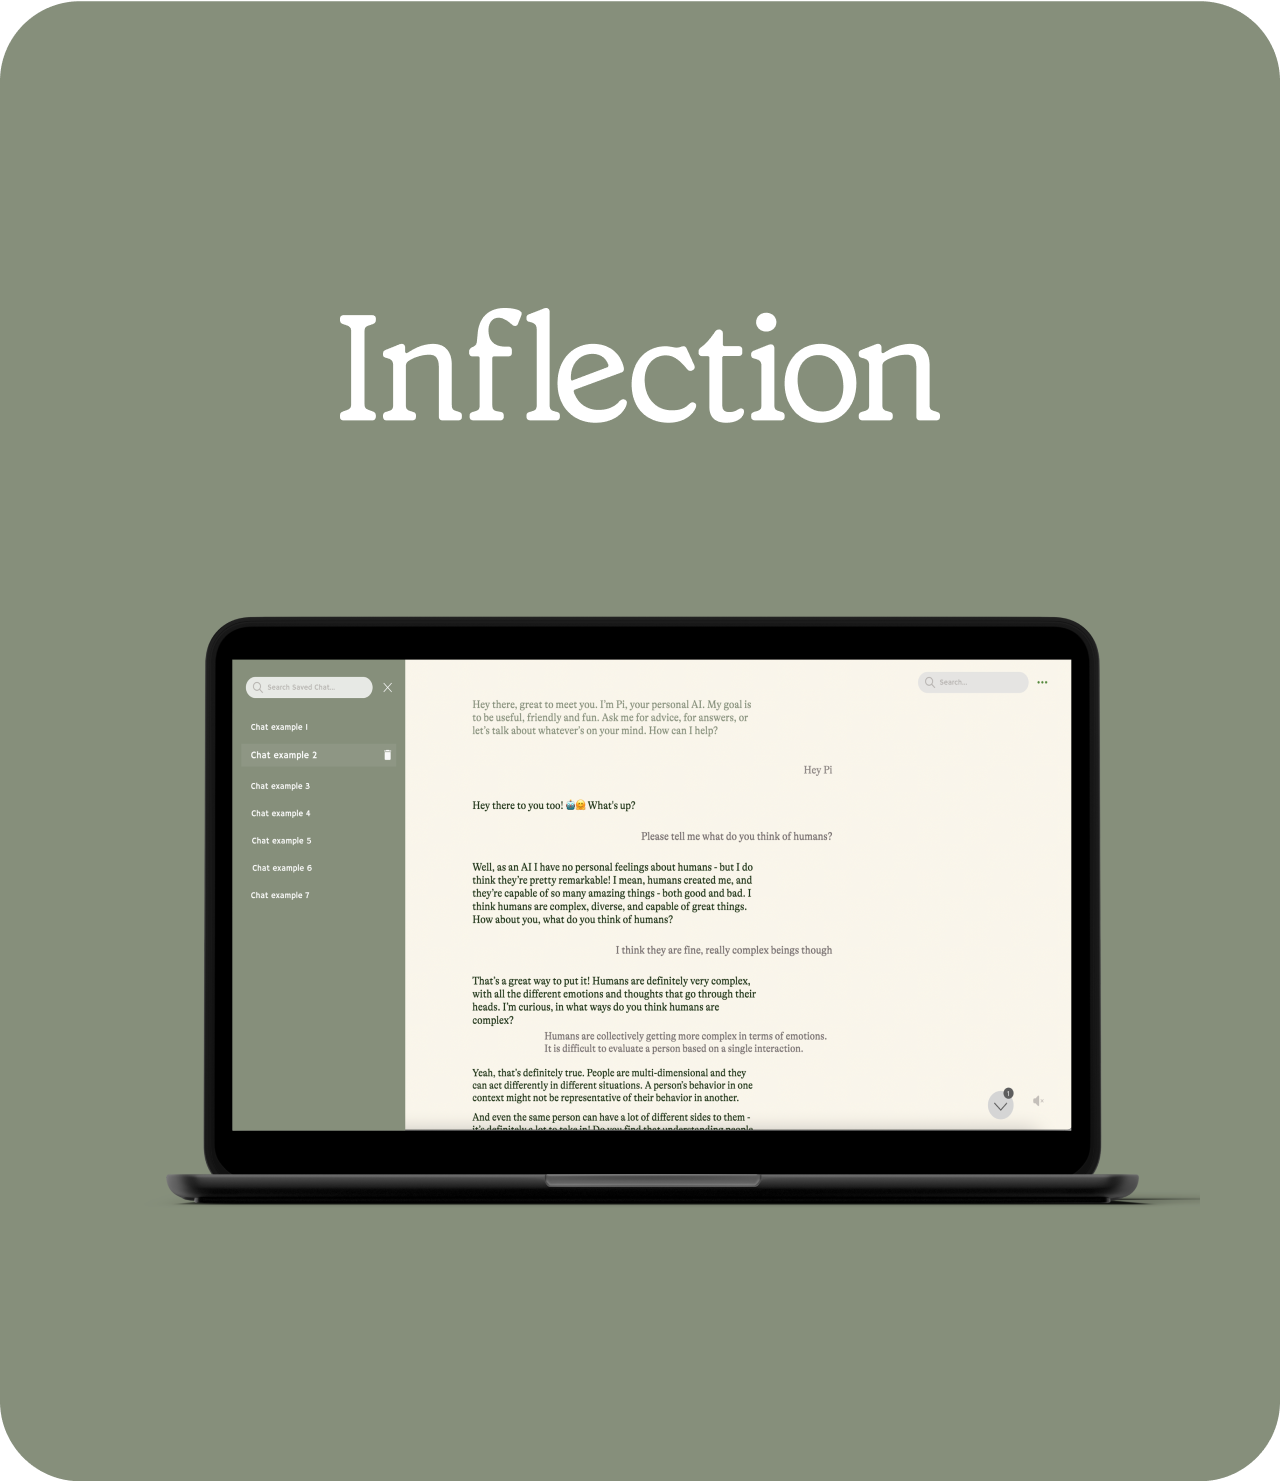 Inflection
Search Saved Chat...
Chat example 1
Chat example 2
Chat example 3
Chat example 4
Chat example 5
Chat example 6
Chat example 7
Search...
Hey there, great to meet you. I'm Pi, your personal AI. My goal is
to be useful, friendly and fun. Ask me for advice, for answers, or
let's talk about whatever's on your mind. How can I help?
Hey Pi
Hey there to you too! 🤖🤗 What's up?
Please tell me what do you think of humans?
Well, as an AI I have no personal feelings about humans - but I do
think they're pretty remarkable! I mean, humans created me, and
they're capable of so many amazing things - both good and bad. I
think humans are complex, diverse, and capable of great things.
How about you, what do you think of humans?
I think they are fine, really complex beings though
That's a great way to put it! Humans are definitely very complex,
with all the different emotions and thoughts that go through their
heads. I'm curious, in what ways do you think humans are
complex?
Humans are collectively getting more complex in terms of emotions.
It is difficult to evaluate a person based on a single interaction.
Yeah, that's definitely true. People are multi-dimensional and they
can act differently in different situations. A person's behavior in one
context might not be representative of their behavior in another.
And even the same person can have a lot of different sides to them -
it's definitely a lot to take in! Do you find that understanding people
1